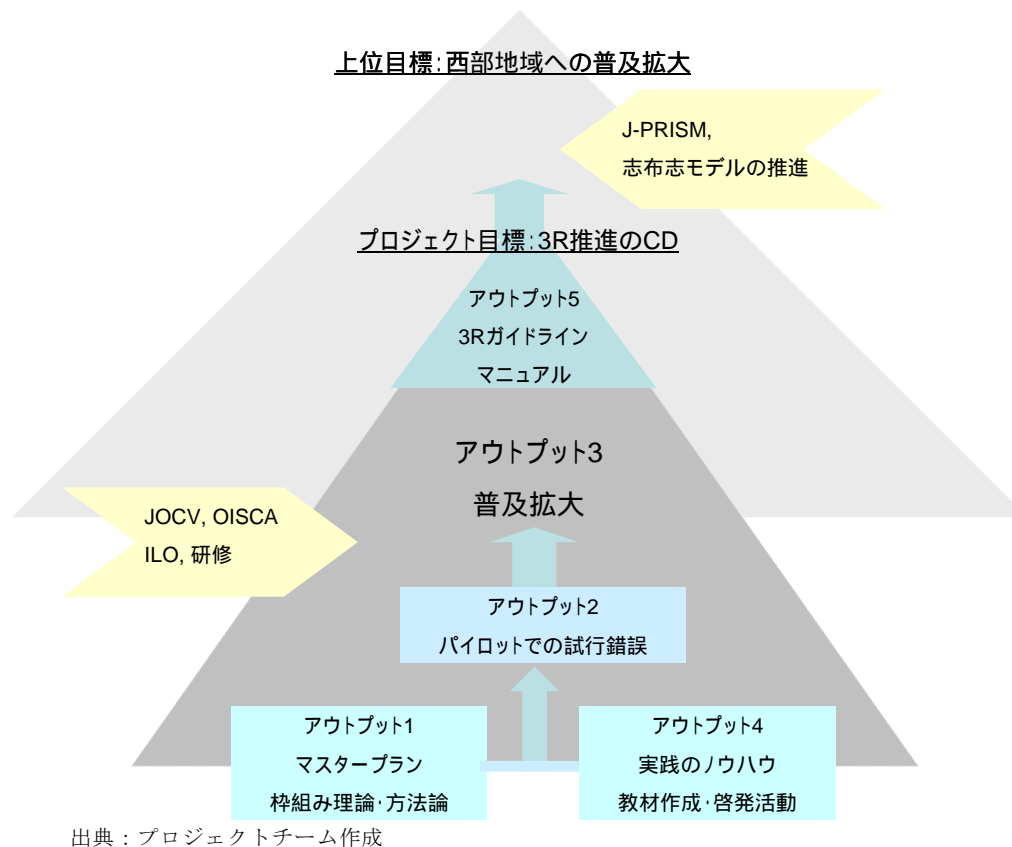 上位目標:西部地域への普及拡大
J-PRISM,
志布志モデルの推進
プロジェクト目標:3R推進のCD
アウトプット5
3Rガイドライン
マニュアル
アウトプット3
普及拡大
JOCV, OISCA
ILO, 研修
アウトプット2
パイロットでの試行錯誤
アウトプット1
マスタープラン
枠組み理論・方法論
アウトプット4
実践のノウハウ
教材作成・啓発活動
出典：プロジェクトチーム作成